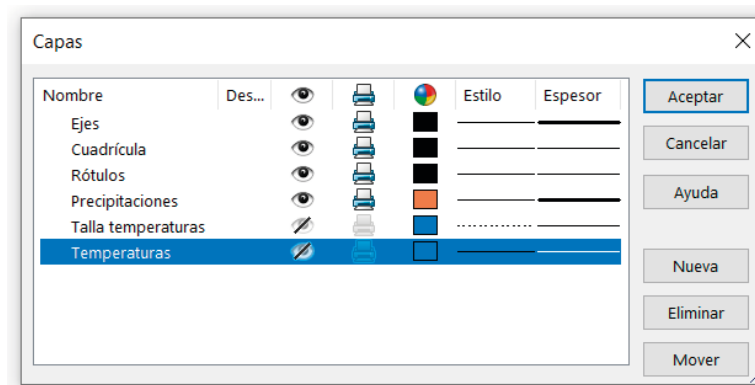 Capas
Nombre Des... Estilo Espesor
Ejes
Cuadrícula
Rótulos
Precipitaciones
Talla temperaturas
Temperaturas
Aceptar
Cancelar
Ayuda
Nueva
Eliminar
Mover